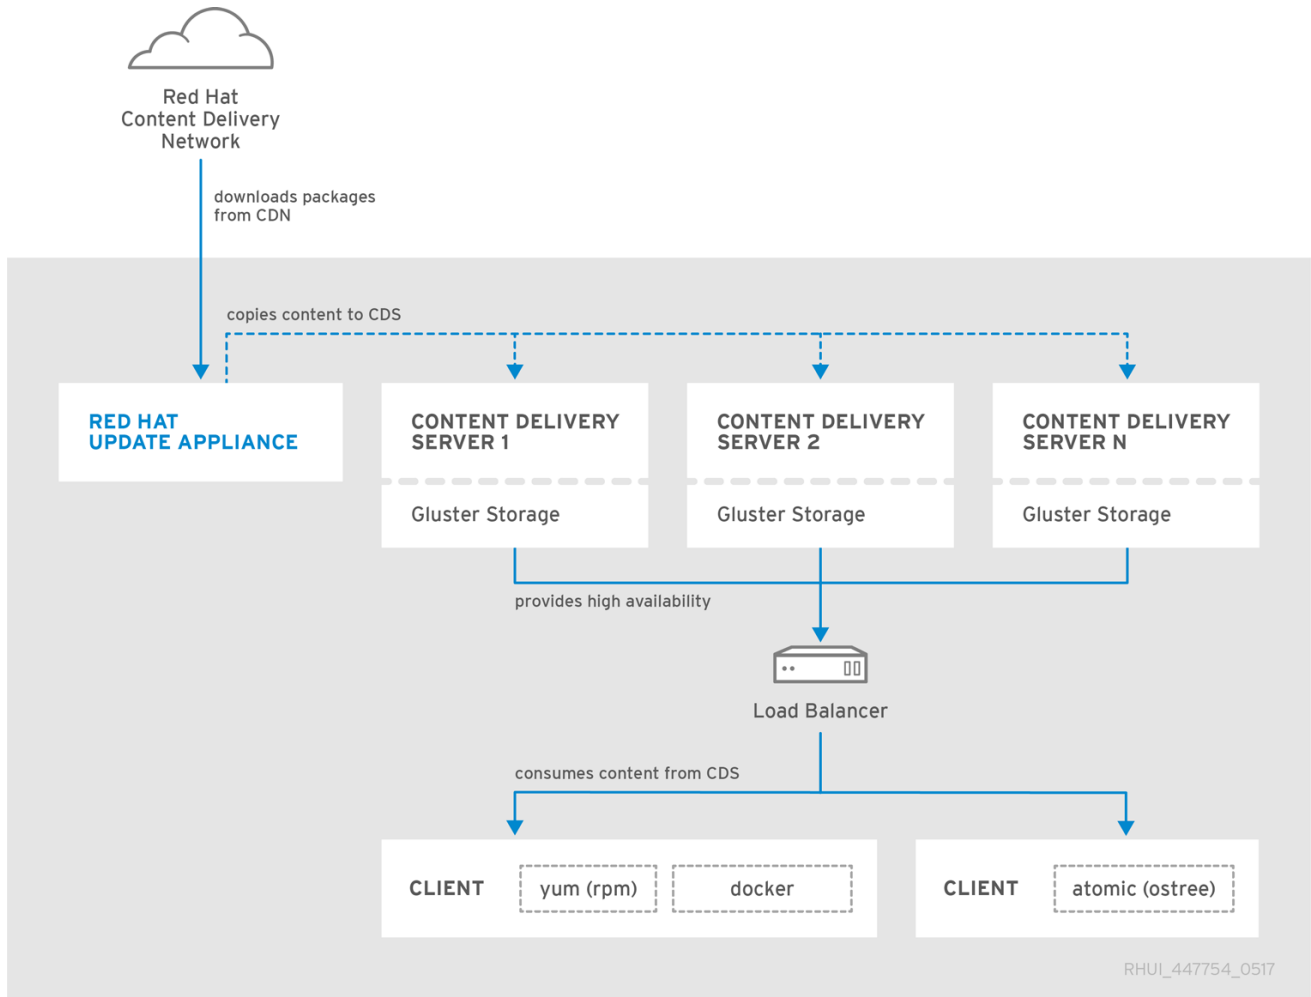 Red Hat
Content Delivery
Network
downloads packages
from CDN
copies content to CDS
RED HAT
UPDATE APPLIANCE
CONTENT DELIVERY
SERVER 1
Gluster Storage
CONTENT DELIVERY
SERVER 2
Gluster Storage
CONTENT DELIVERY
SERVER N
Gluster Storage
provides high availability
Load Balancer
consumes content from CDS
CLIENT
yum (rpm)
docker
CLIENT
atomic (ostree)
RHUI_447754_0517